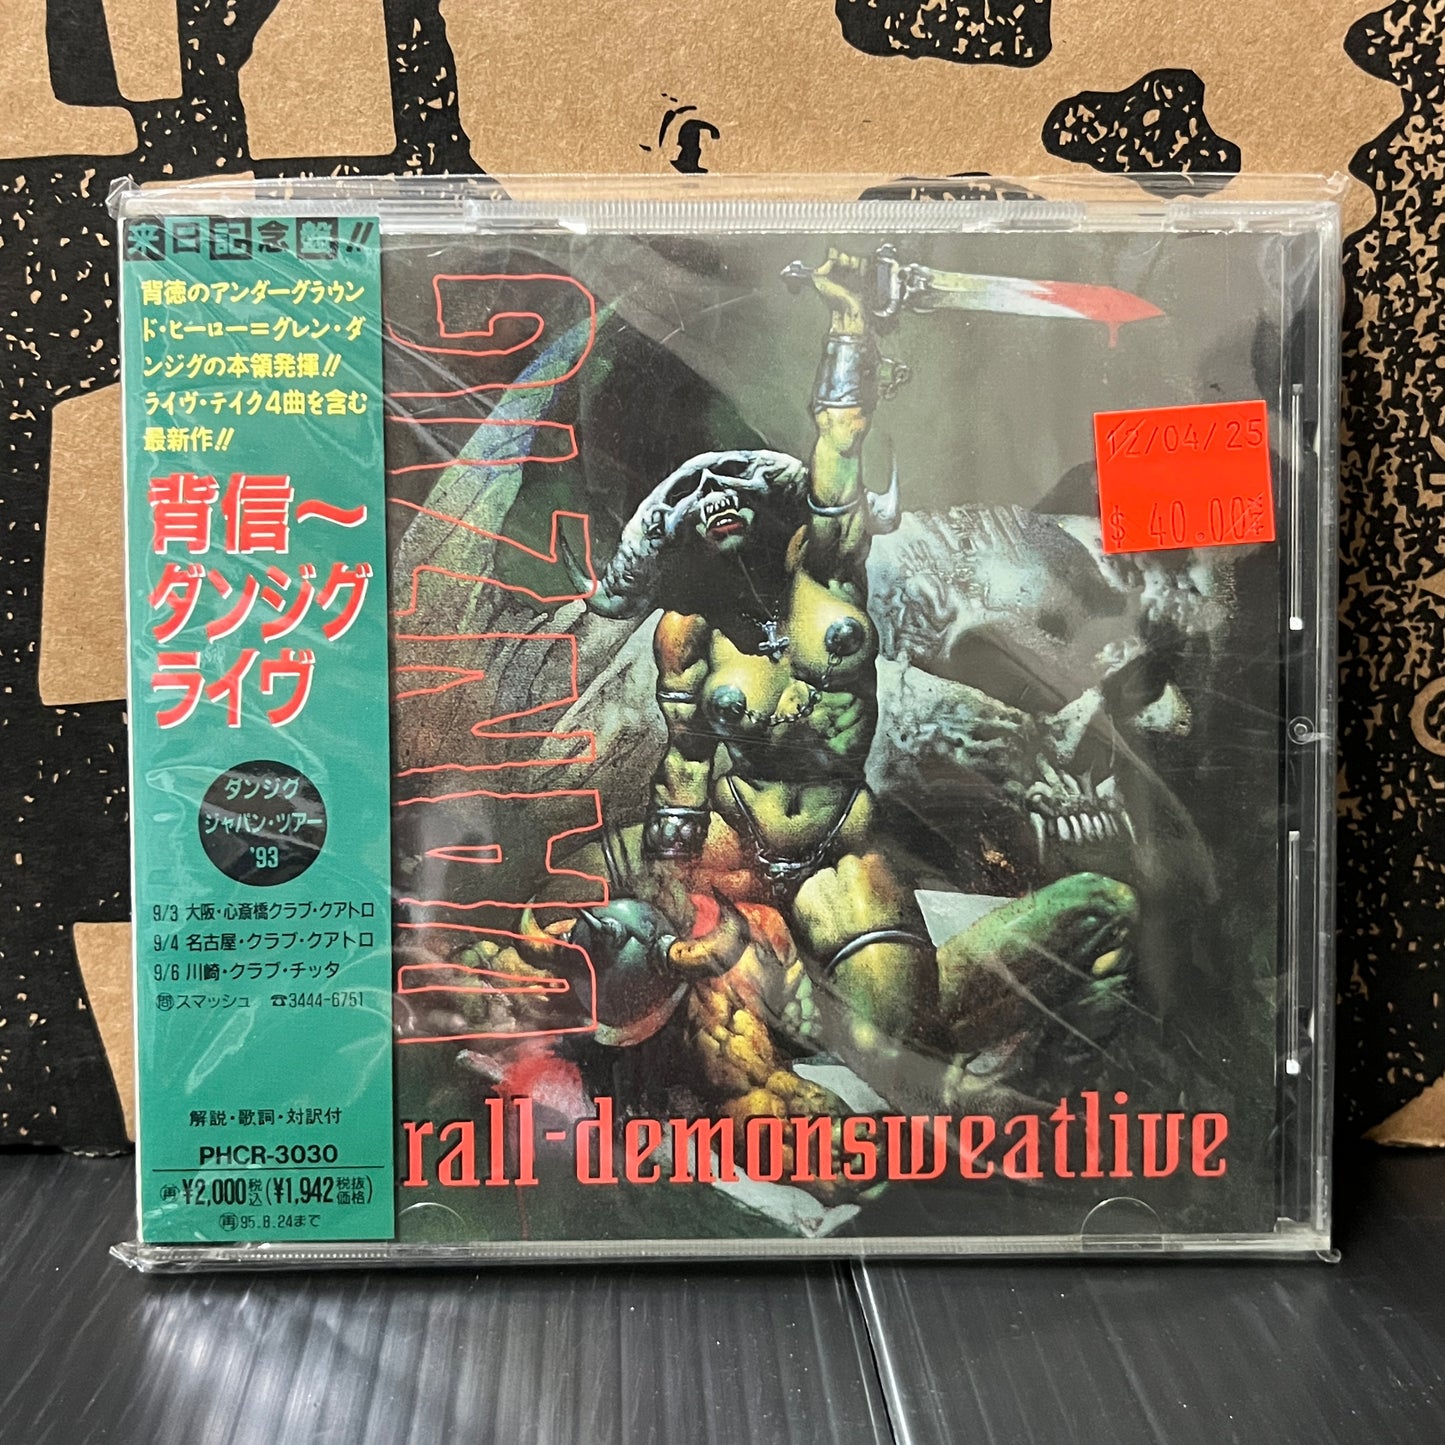 来日記念盤!!
背徳のアンダーグラウン
ド・ヒーロー=グレン・ダ
ンジグの本領発揮!!
ライヴ・テイク4曲を含む
最新作!!
背信〜
ダンジグ
ライヴ
ダンジグ
ジャパン・ツアー
'93
9/3 大阪・心斎橋クラブ・クアトロ
9/4 名古屋・クラブ・クアトロ
9/6 川崎・クラブ・チッタ
㉄スマッシュ ☎3444-6751
解説・歌詞・対訳付
PHCR-3030
再¥2,000税込(¥1,942税抜価格)
再95.8.24まで
DANZIG
rall-demonsweatlive
12/04/25
$ 40.00